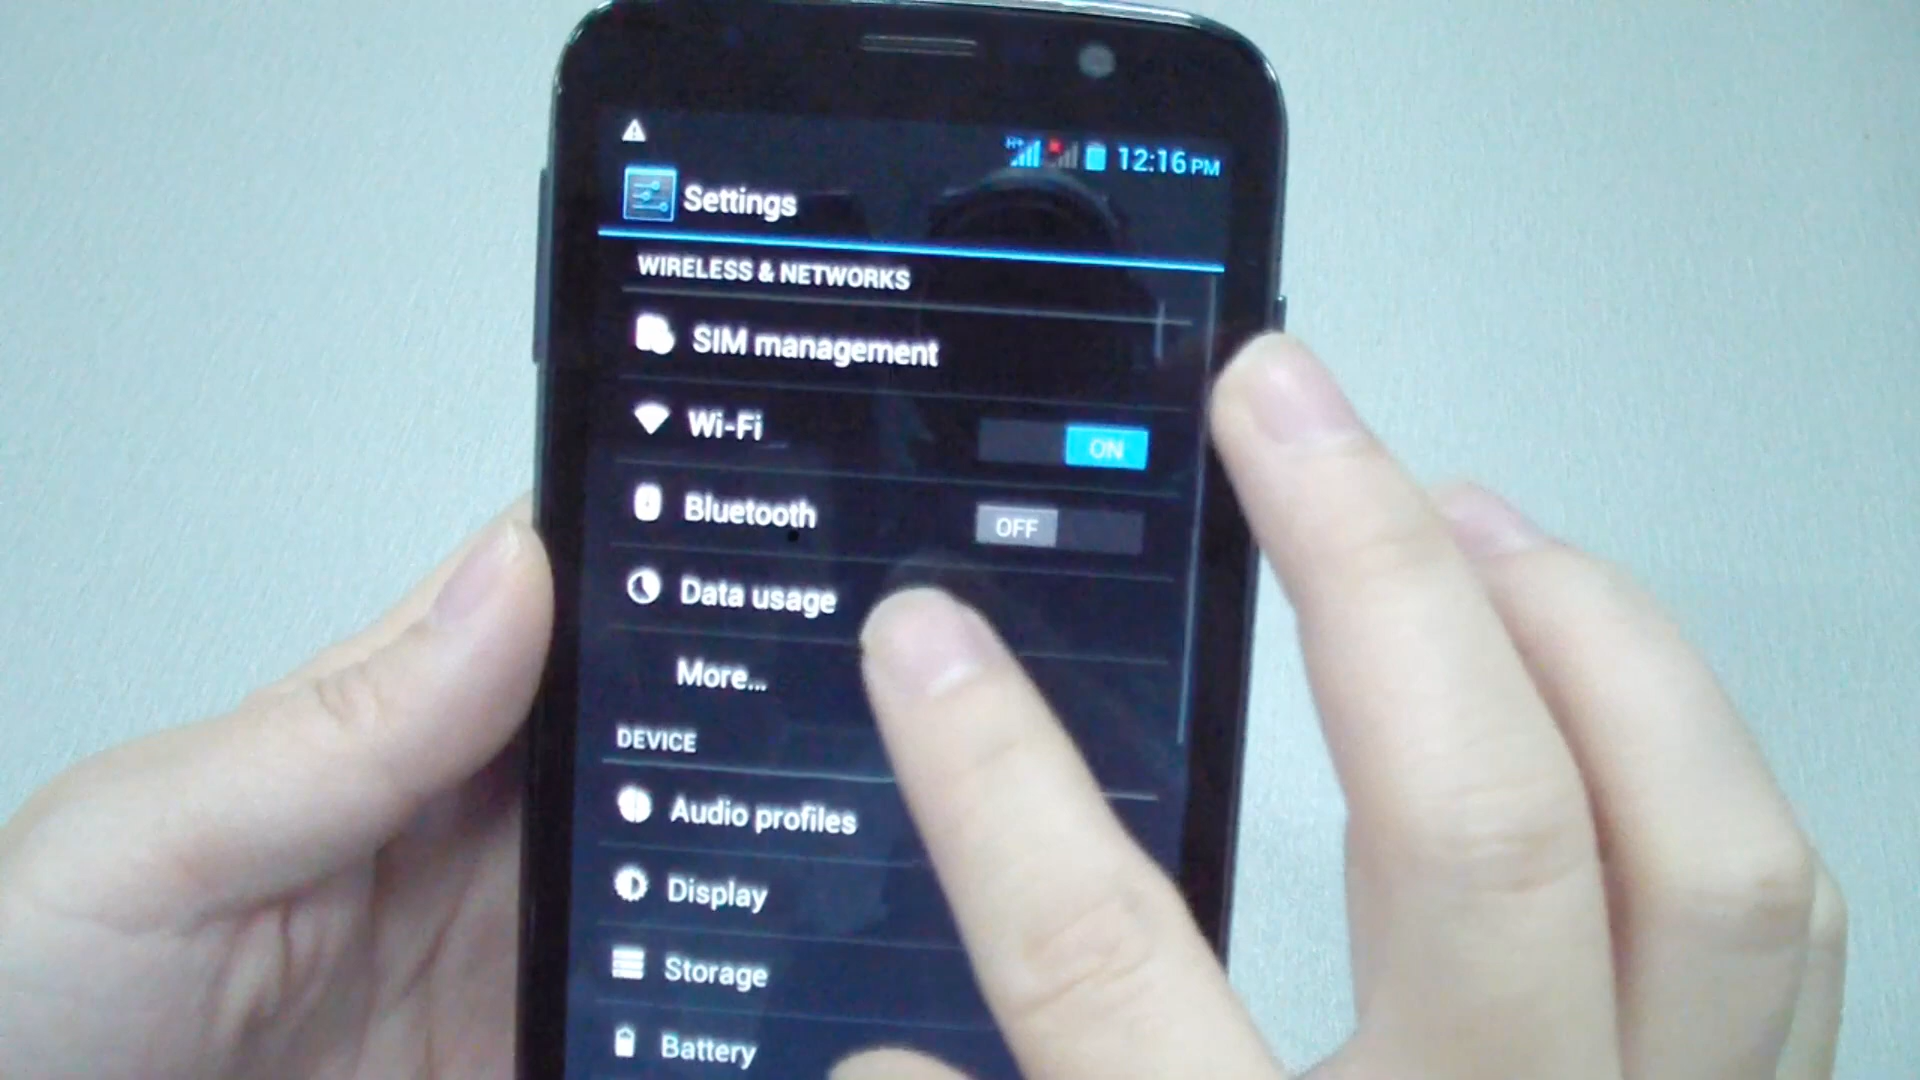 H+ 12:16 PM
Settings
WIRELESS & NETWORKS
SIM management
Wi-Fi ON
Bluetooth OFF
Data usage
More...
DEVICE
Audio profiles
Display
Storage
Battery